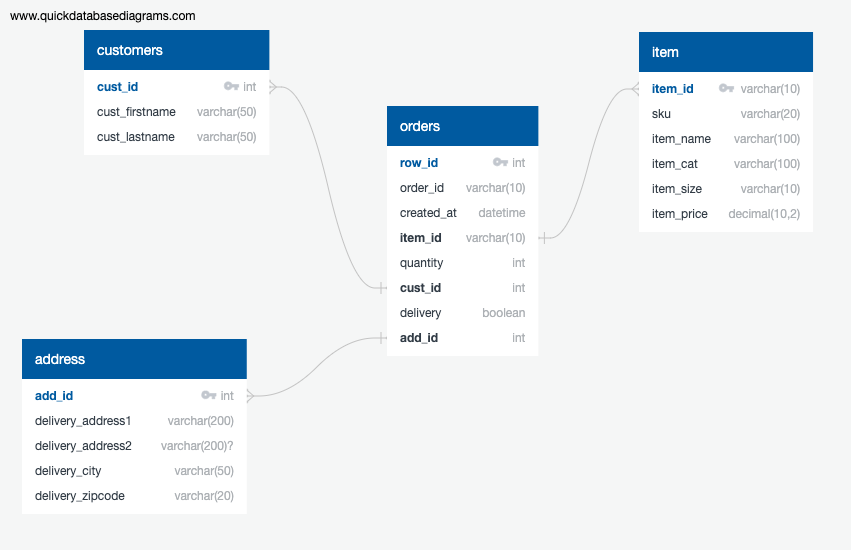 www.quickdatabasediagrams.com
customers
cust_id int
cust_firstname varchar(50)
cust_lastname varchar(50)
item
item_id varchar(10)
sku varchar(20)
item_name varchar(100)
item_cat varchar(100)
item_size varchar(10)
item_price decimal(10,2)
orders
row_id int
order_id varchar(10)
created_at datetime
item_id varchar(10)
quantity int
cust_id int
delivery boolean
add_id int
address
add_id int
delivery_address1 varchar(200)
delivery_address2 varchar(200)?
delivery_city varchar(50)
delivery_zipcode varchar(20)